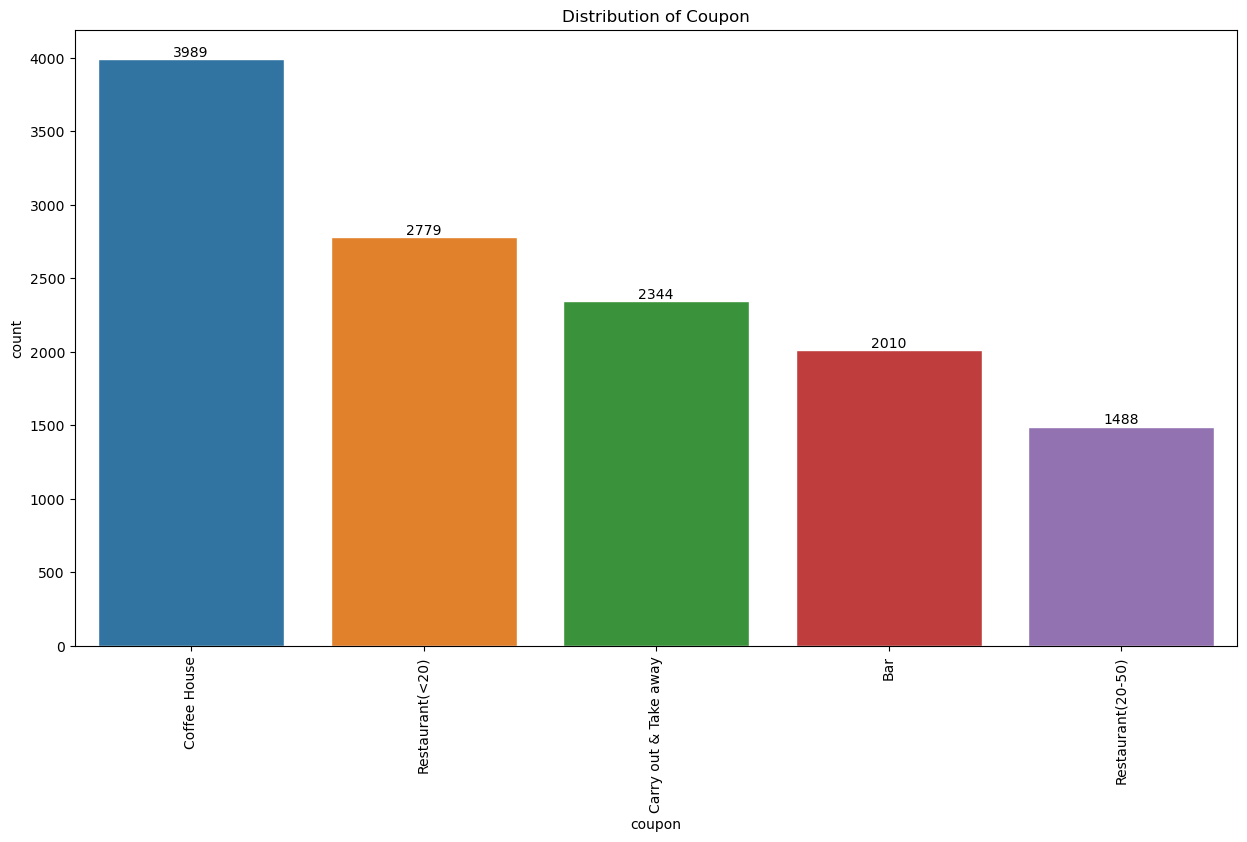 Distribution of Coupon
3989
4000
3500
3000
2779
2500
2344
count
2000
2010
1500
1488
1000
500
0
Coffee House
Restaurant(<20)
Carry out & Take away
Bar
Restaurant(20-50)
coupon